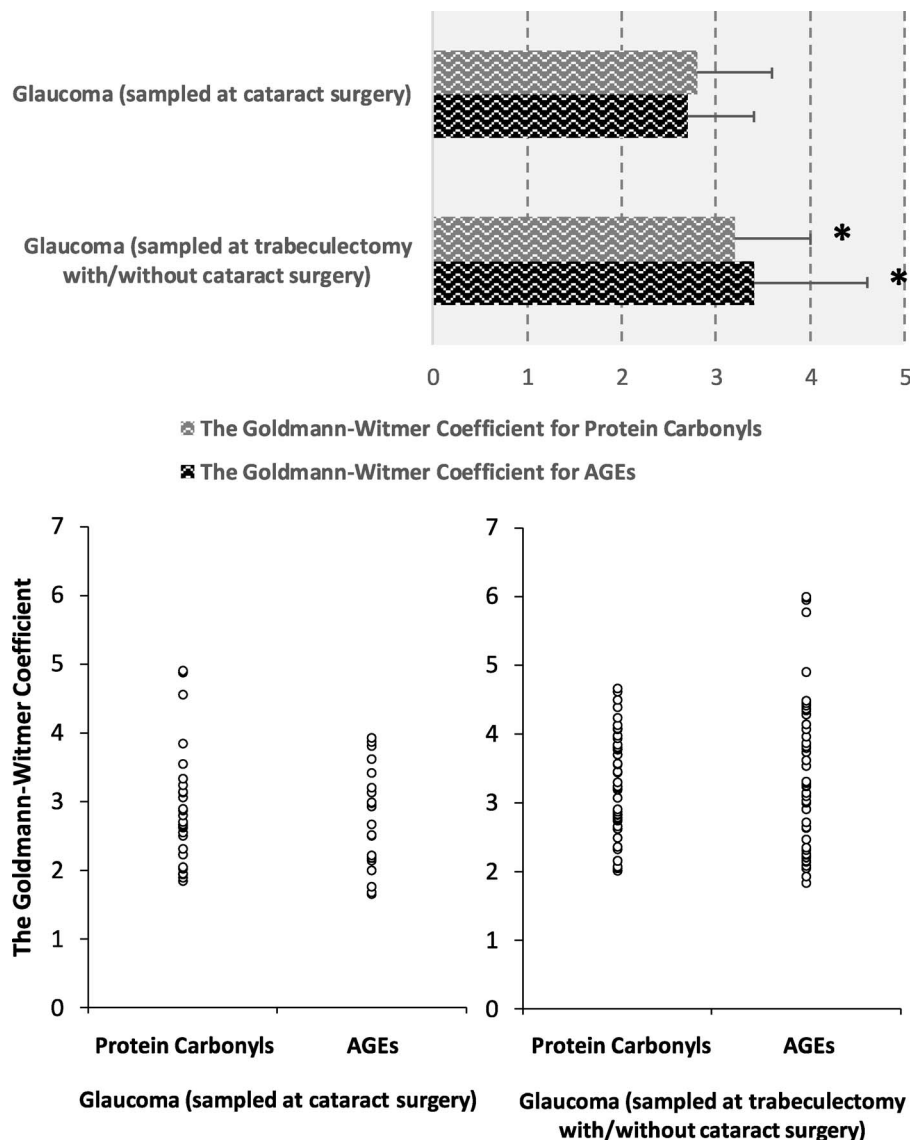 Glaucoma (sampled at cataract surgery)
Glaucoma (sampled at trabeculectomy
with/without cataract surgery)
*
*
0 1 2 3 4 5
The Goldmann-Witmer Coefficient for Protein Carbonyls
The Goldmann-Witmer Coefficient for AGEs
The Goldmann-Witmer Coefficient
7
6
5
4
3
2
1
0
Protein Carbonyls AGEs
Glaucoma (sampled at cataract surgery)
7
6
5
4
3
2
1
0
Protein Carbonyls AGEs
Glaucoma (sampled at trabeculectomy
with/without cataract surgery)